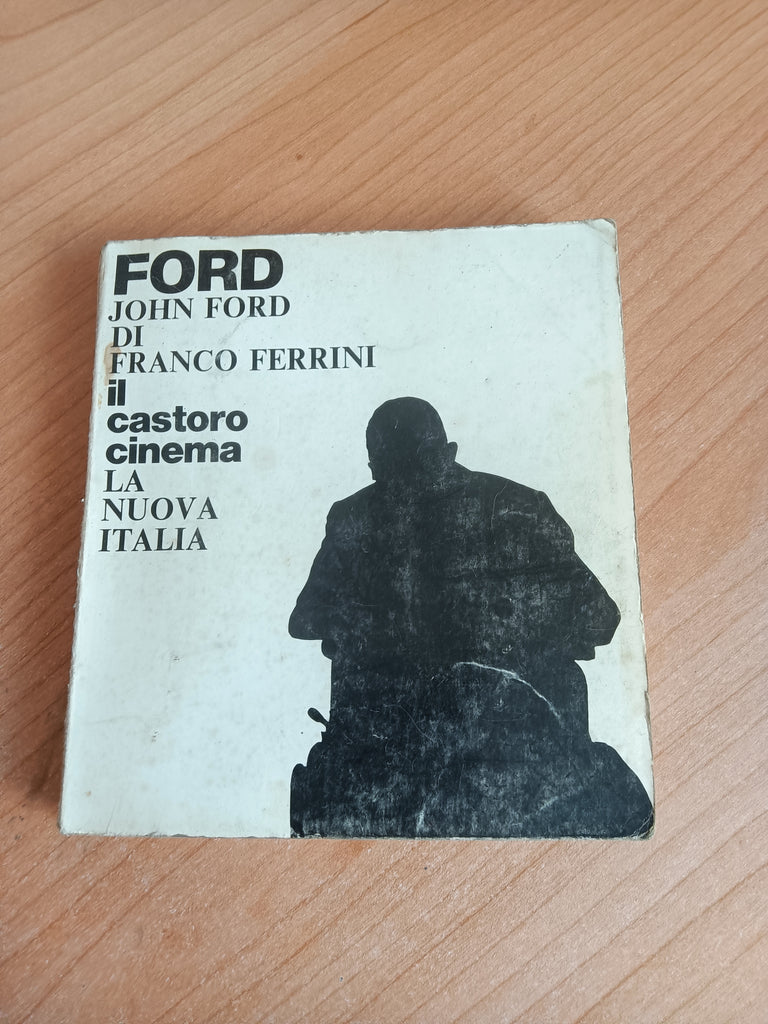 FORD
JOHN FORD
DI
FRANCO FERRINI
il
castoro
cinema
LA
NUOVA
ITALIA